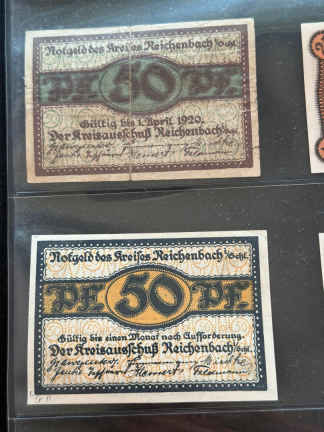 Notgeld des Kreises Reichenbach i/Schl.
PF. 50 PF.
Gültig bis 1. April 1920.
Der Kreisausschuß Reichenbach i/Schl.
Notgeld des Kreises Reichenbach i/Schl.
PF. 50 PF.
Gültig bis einen Monat nach Aufforderung.
Der Kreisausschuß Reichenbach i/Schl.